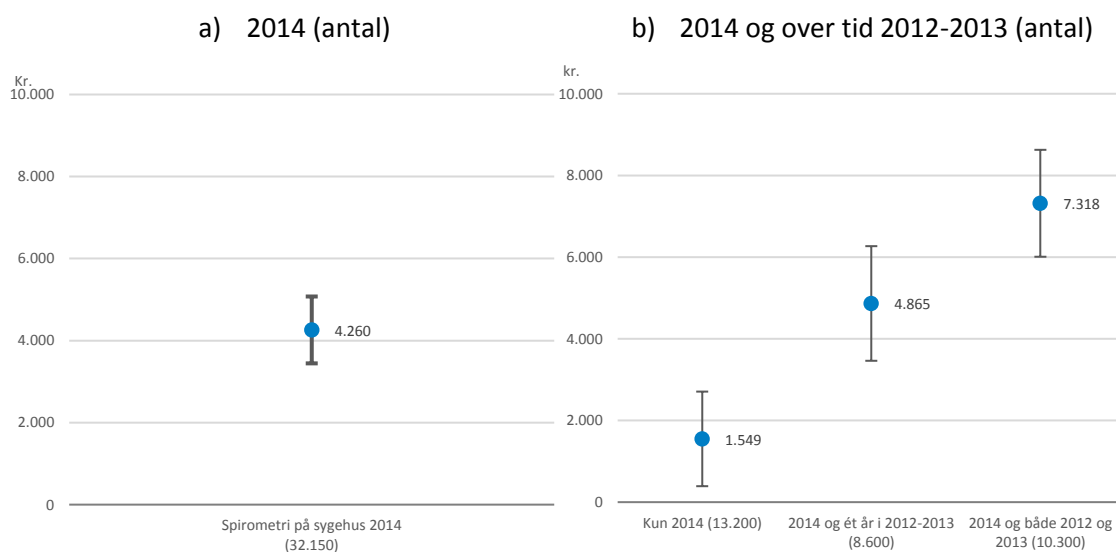 a) 2014 (antal)
Kr.
10.000
8.000
6.000
4.000
2.000
0
4.260
Spirometri på sygehus 2014
(32.150)
b) 2014 og over tid 2012-2013 (antal)
kr.
10.000
8.000
6.000
4.000
2.000
0
1.549
4.865
7.318
Kun 2014 (13.200)
2014 og ét år i 2012-2013
(8.600)
2014 og både 2012 og
2013 (10.300)